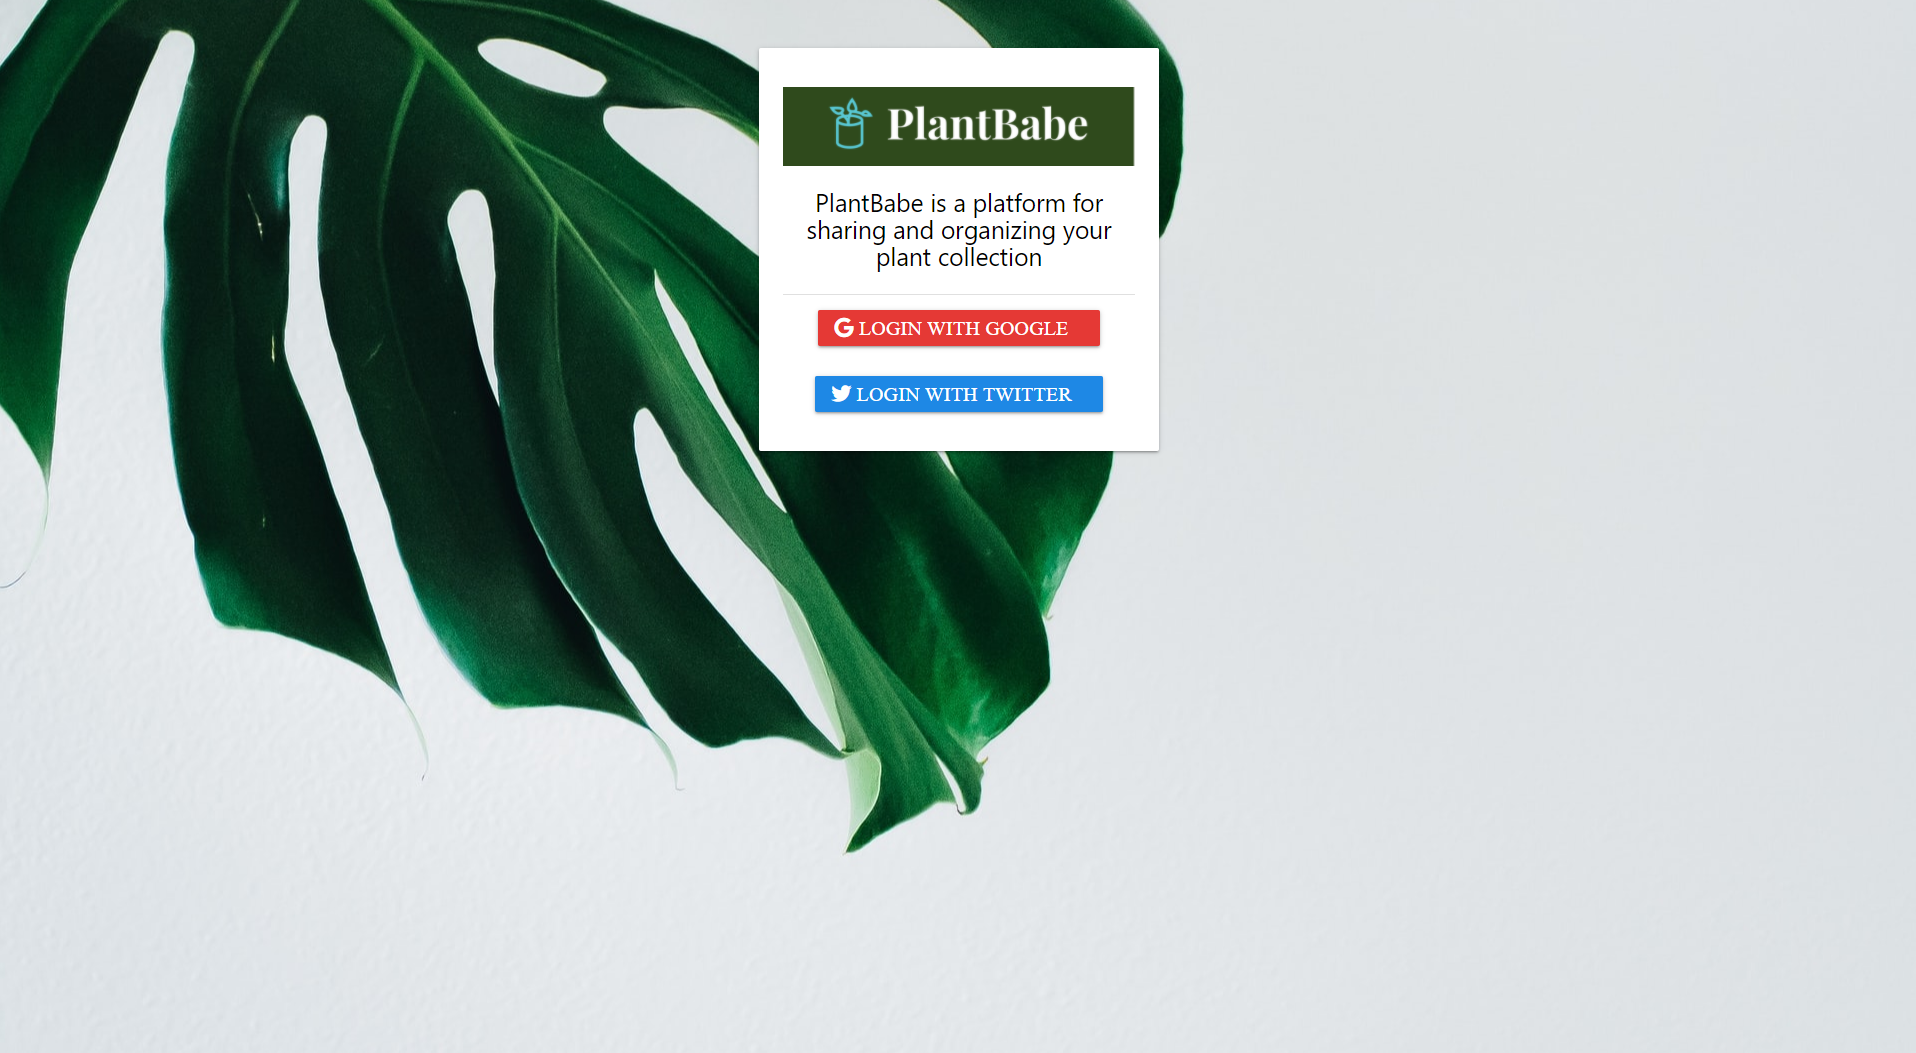 PlantBabe
PlantBabe is a platform for
sharing and organizing your
plant collection
LOGIN WITH GOOGLE
LOGIN WITH TWITTER